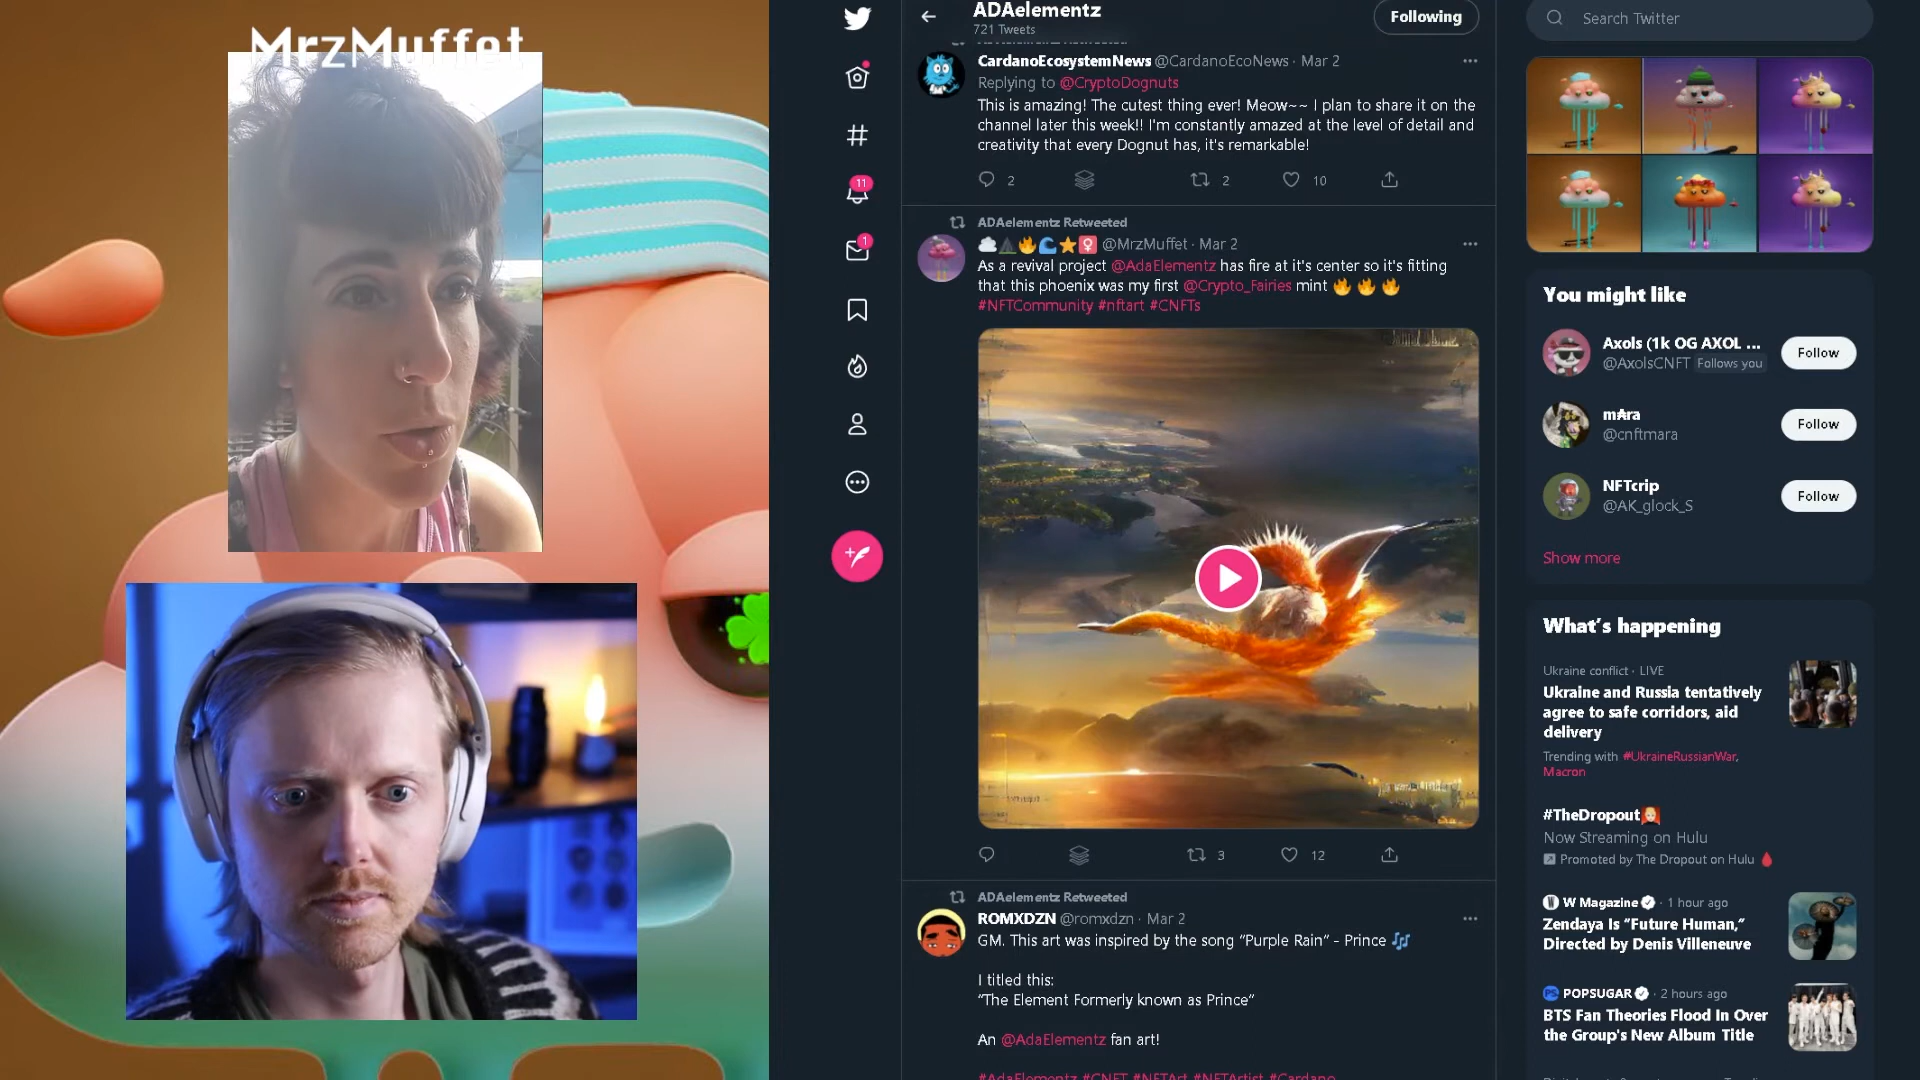 MrzMuffet
ADAelementz
721 Tweets
Following
ADAelementz Retweeted
CardanoEcosystemNews @CardanoEcoNews · Mar 2
Replying to @CryptoDognuts
This is amazing! The cutest thing ever! Meow~~ I plan to share it on the
channel later this week!! I'm constantly amazed at the level of detail and
creativity that every Dognut has, it's remarkable!
2 2 10
ADAelementz Retweeted
@MrzMuffet · Mar 2
As a revival project @AdaElementz has fire at it's center so it's fitting
that this phoenix was my first @Crypto_Fairies mint 🔥 🔥 🔥
#NFTCommunity #nftart #CNFTs
3 12
ADAelementz Retweeted
ROMXDZN @romxdzn · Mar 2
GM. This art was inspired by the song “Purple Rain” - Prince 🎶
I titled this:
“The Element Formerly known as Prince”
An @AdaElementz fan art!
#AdaElementz #CNFT #NFTArt #NFTArtist #Cardano
11
1
Search Twitter
You might like
Axols (1k OG AXOL ...
@AxolsCNFT Follows you
Follow
mAra
@cnftmara
Follow
NFTcrip
@AK_glock_S
Follow
Show more
What's happening
Ukraine conflict · LIVE
Ukraine and Russia tentatively
agree to safe corridors, aid
delivery
Trending with #UkraineRussianWar,
Macron
#TheDropout
Now Streaming on Hulu
Promoted by The Dropout on Hulu
W Magazine · 1 hour ago
Zendaya Is “Future Human,”
Directed by Denis Villeneuve
POPSUGAR · 2 hours ago
BTS Fan Theories Flood In Over
the Group's New Album Title